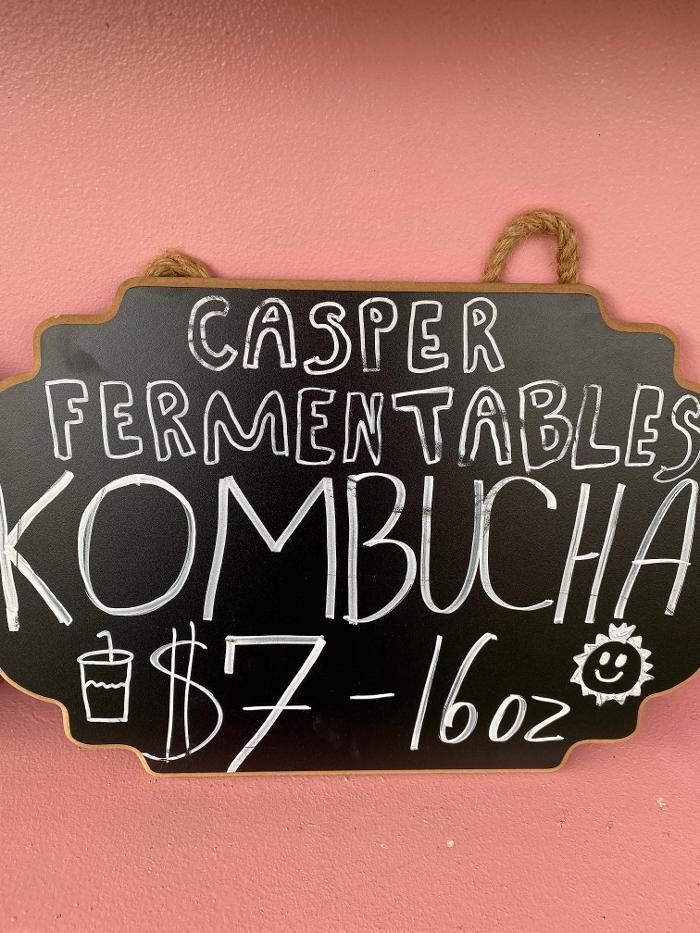 CASPER
FERMENTABLES
KOMBUCHA
$7 - 16oz